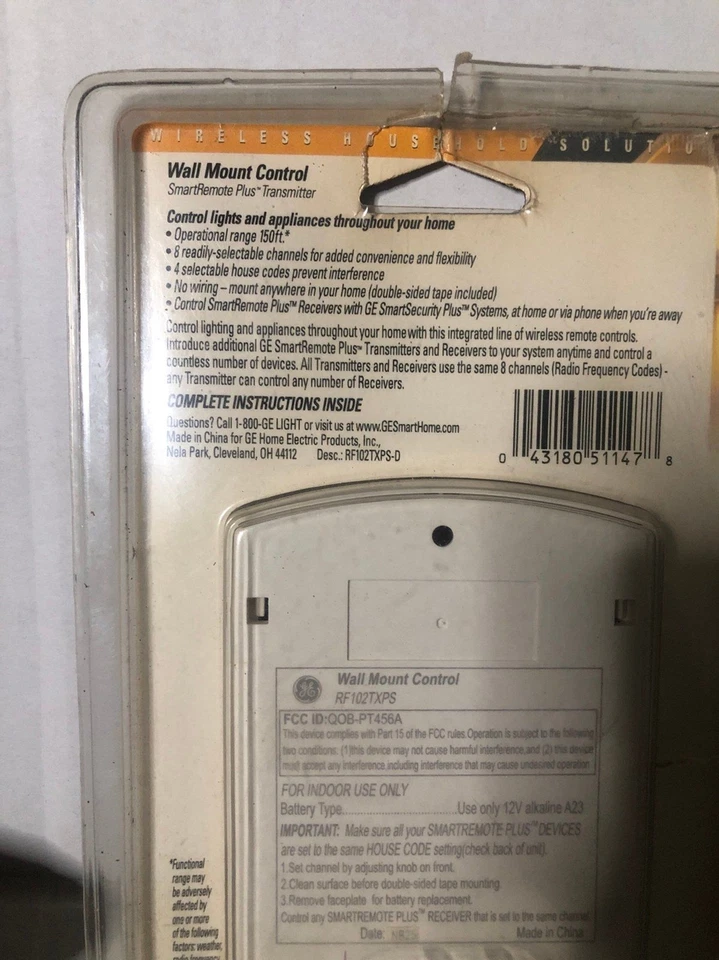 WIRELESS HOUSEHOLD SOLUTIO
Wall Mount Control
SmartRemote Plus™ Transmitter
Control lights and appliances throughout your home
• Operational range 150ft.*
• 8 readily-selectable channels for added convenience and flexibility
• 4 selectable house codes prevent interference
• No wiring – mount anywhere in your home (double-sided tape included)
• Control SmartRemote Plus™ Receivers with GE SmartSecurity Plus™ Systems, at home or via phone when you're away
Control lighting and appliances throughout your home with this integrated line of wireless remote controls.
Introduce additional GE SmartRemote Plus™ Transmitters and Receivers to your system anytime and control a
countless number of devices. All Transmitters and Receivers use the same 8 channels (Radio Frequency Codes) -
any Transmitter can control any number of Receivers.
COMPLETE INSTRUCTIONS INSIDE
Questions? Call 1-800-GE LIGHT or visit us at www.GESmartHome.com
Made in China for GE Home Electric Products, Inc.,
Nela Park, Cleveland, OH 44112 Desc.: RF102TXPS-D
0 43180 51147 8
GE
Wall Mount Control
RF102TXPS
FCC ID:QOB-PT456A
This device complies with Part 15 of the FCC rules Operation is subject to the following
two conditions: (1)this device may not cause harmful interference,and (2) this device
must accept any interference,including interference that may cause undesired operation
FOR INDOOR USE ONLY
Battery Type..........................Use only 12V alkaline A23
IMPORTANT: Make sure all your SMARTREMOTE PLUS™ DEVICES
are set to the same HOUSE CODE setting(check back of unit).
1.Set channel by adjusting knob on front.
2.Clean surface before double-sided tape mounting.
3.Remove faceplate for battery replacement.
Control any SMARTREMOTE PLUS™ RECEIVER that is set to the same channel.
Date: Made in China
*Functional
range may
be adversely
affected by
one or more
of the following
factors: weather,
radio frequency